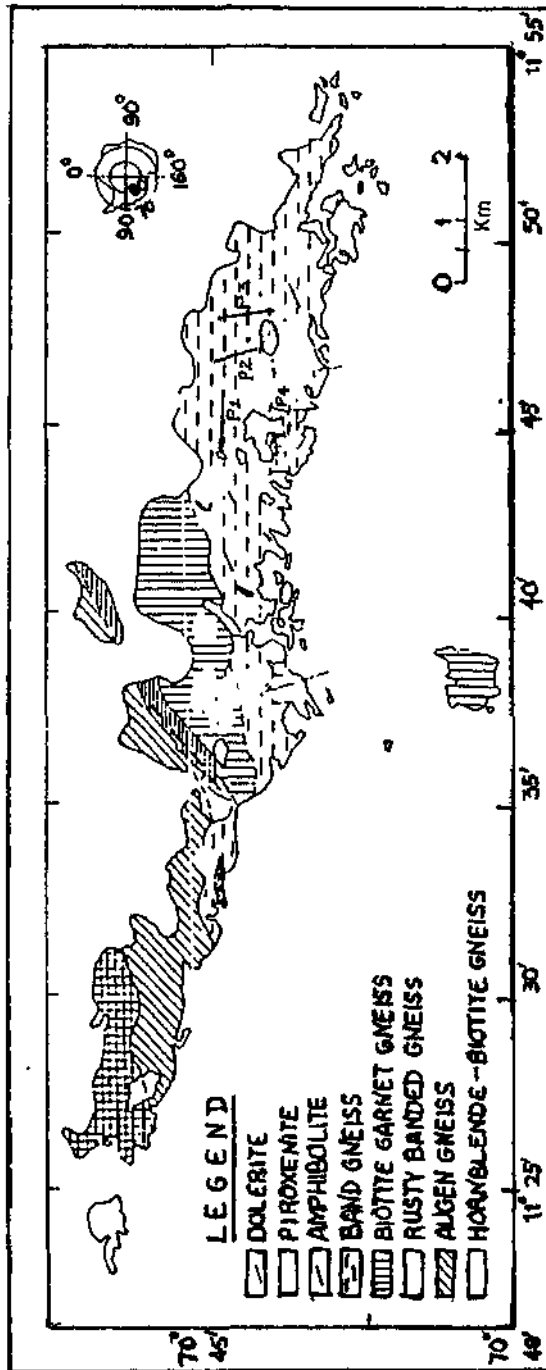 0°
90°
90°
160°
70°
P1
P2
P3
P4
0 1 2
Km
70°
45'
70°
40'
11° 25'
30'
35'
40'
45'
50'
11° 55'
LEGEND
DOLERITE
PIROXENITE
AMPHIBOLITE
BAND GNEISS
BIOTITE GARNET GNEISS
RUSTY BANDED GNEISS
AUGEN GNEISS
HORNBLENDE-BIOTITE GNEISS